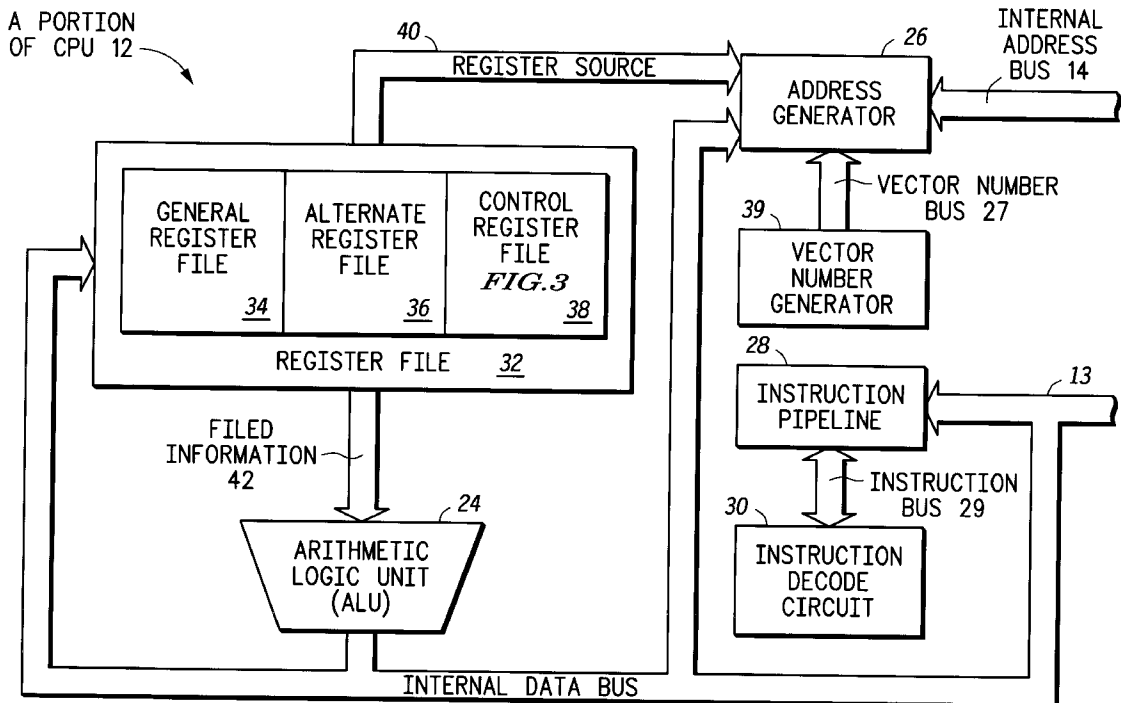 A PORTION
OF CPU 12
40
REGISTER SOURCE
26
ADDRESS
GENERATOR
INTERNAL
ADDRESS
BUS 14
VECTOR NUMBER
BUS 27
39
VECTOR
NUMBER
GENERATOR
GENERAL
REGISTER
FILE
34
ALTERNATE
REGISTER
FILE
36
CONTROL
REGISTER
FILE
FIG.3
38
REGISTER FILE 32
28
INSTRUCTION
PIPELINE
13
FILED
INFORMATION
42
INSTRUCTION
BUS 29
24
ARITHMETIC
LOGIC UNIT
(ALU)
30
INSTRUCTION
DECODE
CIRCUIT
INTERNAL DATA BUS